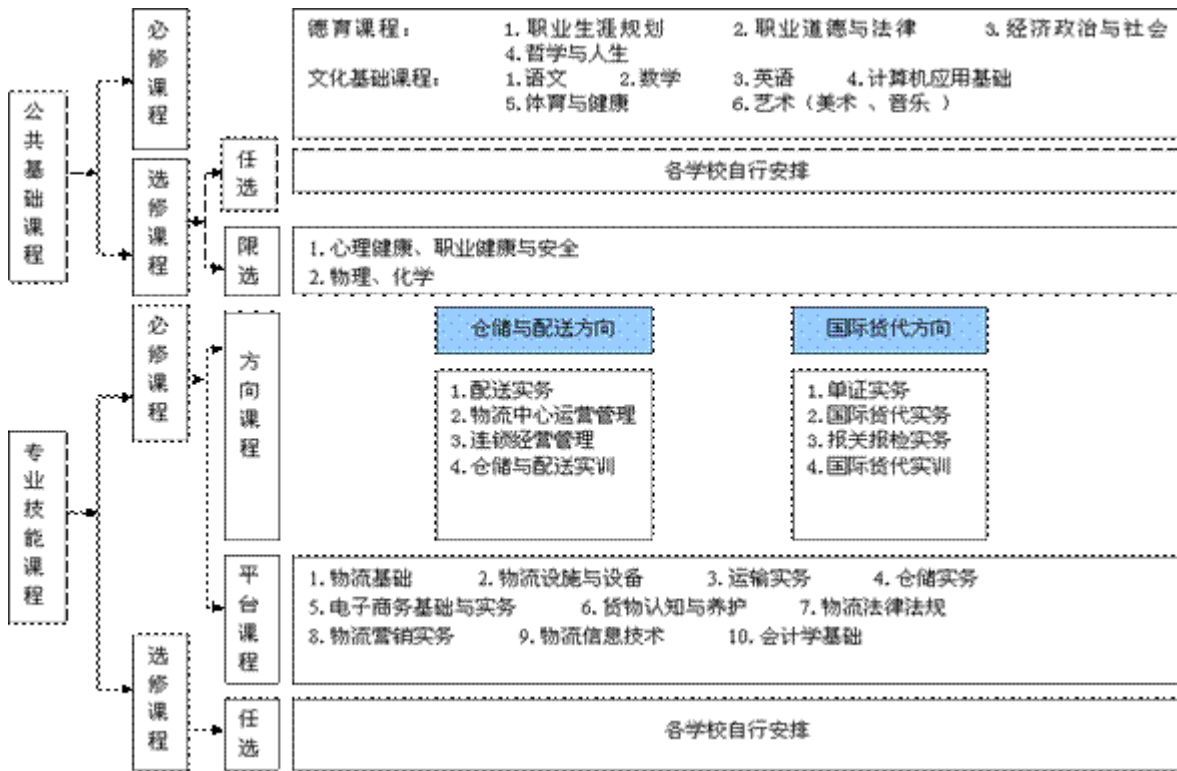 公共基础课程
必修课程
德育课程： 1.职业生涯规划 2.职业道德与法律 3.经济政治与社会
4.哲学与人生
文化基础课程： 1.语文 2.数学 3.英语 4.计算机应用基础
5.体育与健康 6.艺术（美术、音乐）
选修课程
任选
各学校自行安排
限选
1.心理健康、职业健康与安全
2.物理、化学
专业技能课程
必修课程
方向课程
仓储与配送方向
1.配送实务
2.物流中心运营管理
3.连锁经营管理
4.仓储与配送实训
国际货代方向
1.单证实务
2.国际货代实务
3.报关报检实务
4.国际货代实训
平台课程
1.物流基础 2.物流设施与设备 3.运输实务 4.仓储实务
5.电子商务基础与实务 6.货物认知与养护 7.物流法律法规
8.物流营销实务 9.物流信息技术 10.会计学基础
选修课程
任选
各学校自行安排